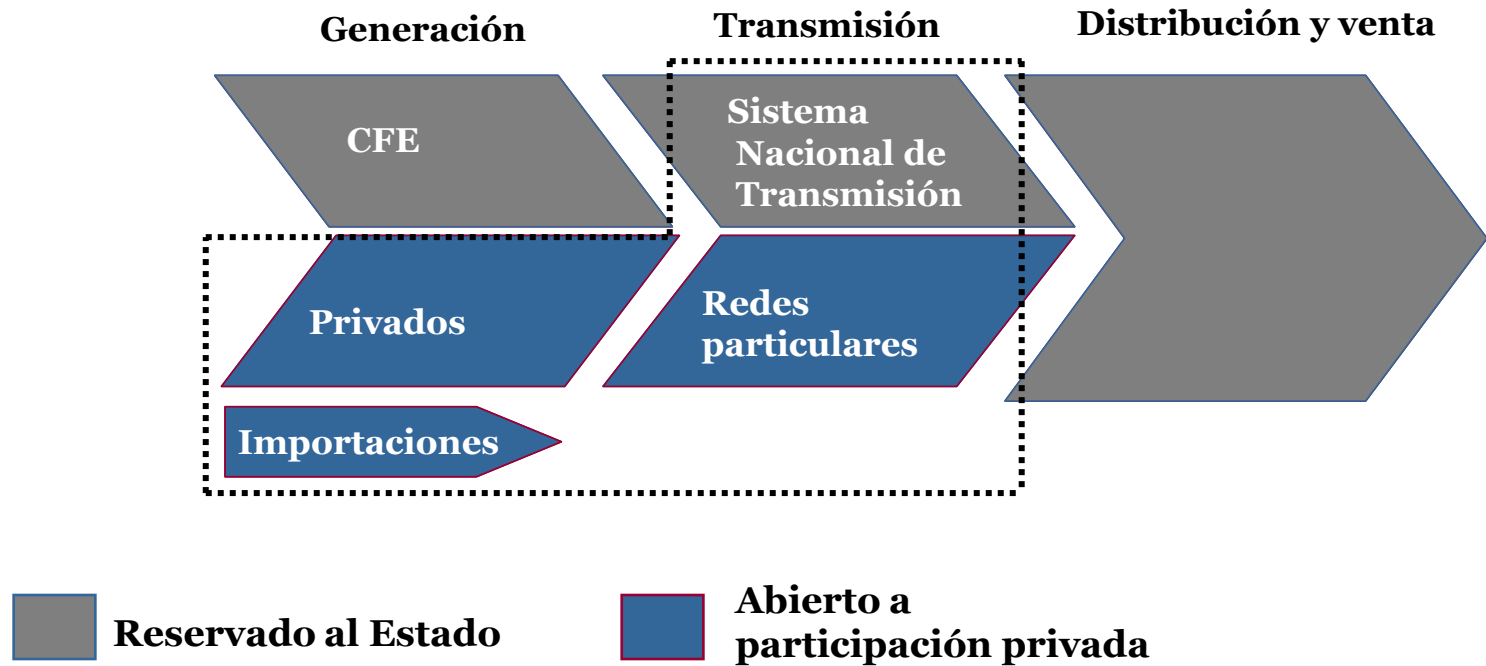 Generación
Transmisión
Distribución y venta
CFE
Sistema
Nacional de
Transmisión
Privados
Redes
particulares
Importaciones
Reservado al Estado
Abierto a
participación privada